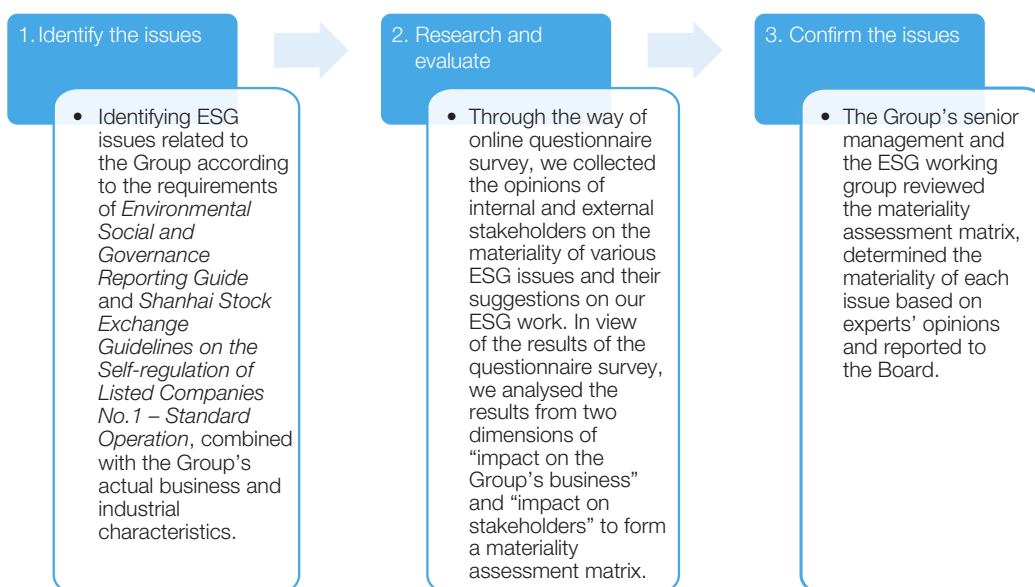 1. Identify the issues
• Identifying ESG
issues related to
the Group according
to the requirements
of Environmental
Social and
Governance
Reporting Guide
and Shanhai Stock
Exchange
Guidelines on the
Self-regulation of
Listed Companies
No.1 – Standard
Operation, combined
with the Group's
actual business and
industrial
characteristics.
2. Research and
evaluate
• Through the way of
online questionnaire
survey, we collected
the opinions of
internal and external
stakeholders on the
materiality of various
ESG issues and their
suggestions on our
ESG work. In view
of the results of the
questionnaire survey,
we analysed the
results from two
dimensions of
“impact on the
Group's business”
and “impact on
stakeholders” to form
a materiality
assessment matrix.
3. Confirm the issues
• The Group's senior
management and
the ESG working
group reviewed
the materiality
assessment matrix,
determined the
materiality of each
issue based on
experts' opinions
and reported to
the Board.